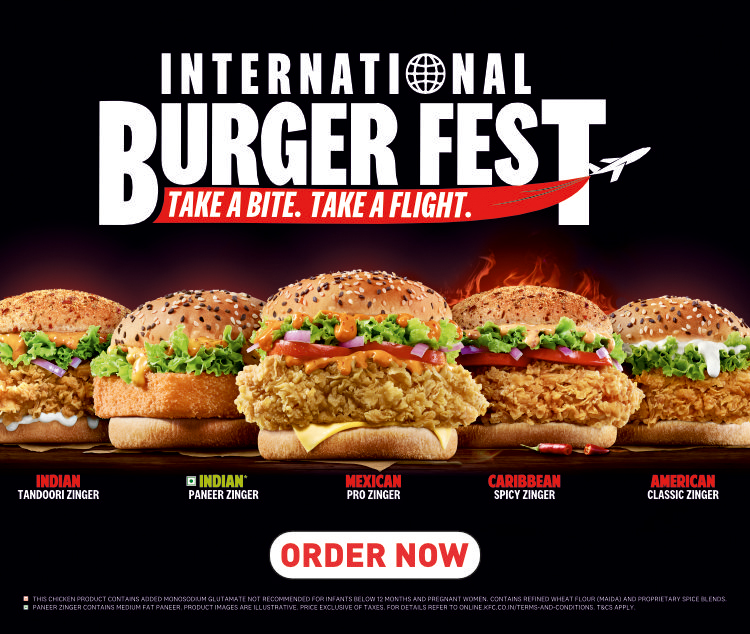 INTERNATIONAL
BURGER FEST
TAKE A BITE. TAKE A FLIGHT.
INDIAN
TANDOORI ZINGER
INDIAN*
PANEER ZINGER
MEXICAN
PRO ZINGER
CARIBBEAN
SPICY ZINGER
AMERICAN
CLASSIC ZINGER
ORDER NOW
THIS CHICKEN PRODUCT CONTAINS ADDED MONOSODIUM GLUTAMATE NOT RECOMMENDED FOR INFANTS BELOW 12 MONTHS AND PREGNANT WOMEN. CONTAINS REFINED WHEAT FLOUR (MAIDA) AND PROPRIETARY SPICE BLENDS.
PANEER ZINGER CONTAINS MEDIUM FAT PANEER. PRODUCT IMAGES ARE ILLUSTRATIVE. PRICE EXCLUSIVE OF TAXES. FOR DETAILS REFER TO ONLINE.KFC.CO.IN/TERMS-AND-CONDITIONS. T&CS APPLY.